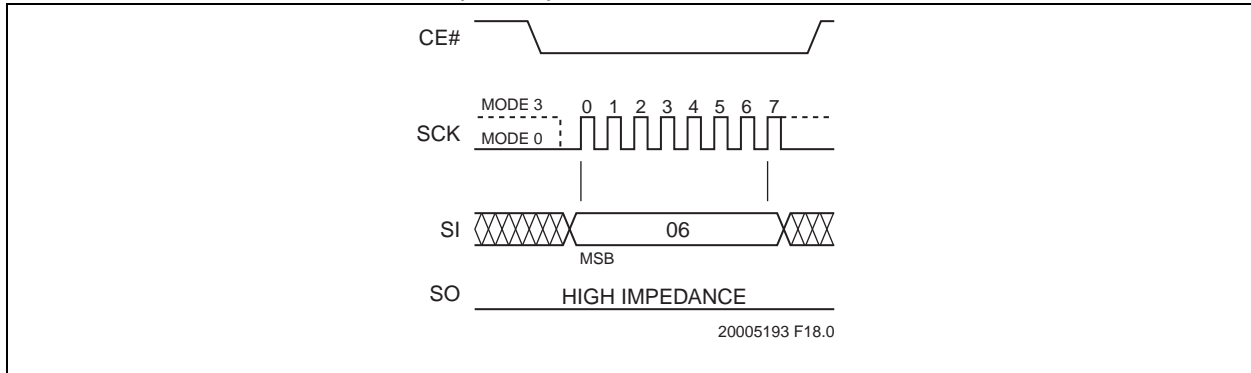 CE#
MODE 3
0 1 2 3 4 5 6 7
SCK
MODE 0
SI
06
MSB
SO
HIGH IMPEDANCE
20005193 F18.0